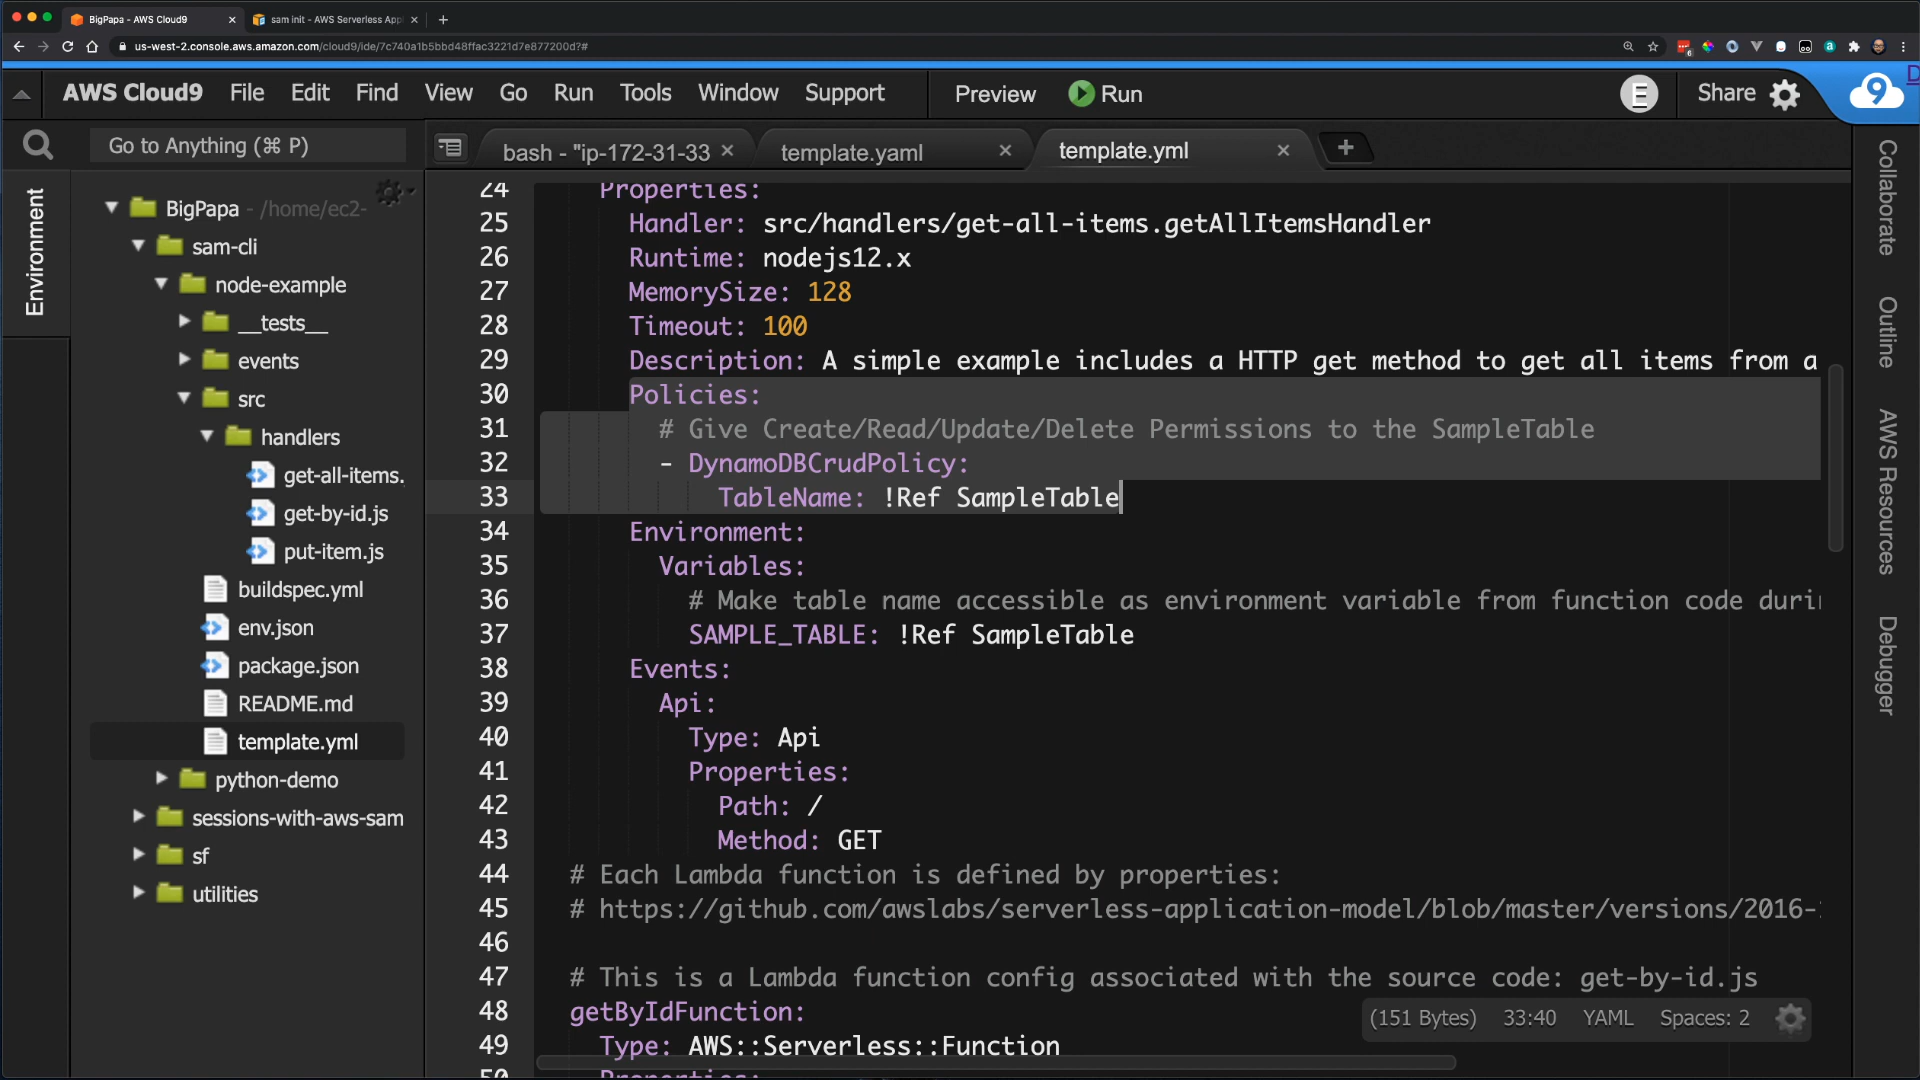 BigPapa - AWS Cloud9
sam init - AWS Serverless App
us-west-2.console.aws.amazon.com/cloud9/ide/7c740a1b5bbd48ffac3221d7e877200d?#
AWS Cloud9 File Edit Find View Go Run Tools Window Support Preview Run E Share 9
Go to Anything (⌘ P)
bash - "ip-172-31-33
template.yaml
template.yml
Environment
BigPapa - /home/ec2-
sam-cli
node-example
__tests__
events
src
handlers
get-all-items.
get-by-id.js
put-item.js
buildspec.yml
env.json
package.json
README.md
template.yml
python-demo
sessions-with-aws-sam
sf
utilities
24 Properties:
25 Handler: src/handlers/get-all-items.getAllItemsHandler
26 Runtime: nodejs12.x
27 MemorySize: 128
28 Timeout: 100
29 Description: A simple example includes a HTTP get method to get all items from a
30 Policies:
31 # Give Create/Read/Update/Delete Permissions to the SampleTable
32 - DynamoDBCrudPolicy:
33 TableName: !Ref SampleTable
34 Environment:
35 Variables:
36 # Make table name accessible as environment variable from function code duri
37 SAMPLE_TABLE: !Ref SampleTable
38 Events:
39 Api:
40 Type: Api
41 Properties:
42 Path: /
43 Method: GET
44 # Each Lambda function is defined by properties:
45 # https://github.com/awslabs/serverless-application-model/blob/master/versions/2016-
46
47 # This is a Lambda function config associated with the source code: get-by-id.js
48 getByIdFunction:
49 Type: AWS::Serverless::Function
50 Properties:
(151 Bytes) 33:40 YAML Spaces: 2
Collaborate
Outline
AWS Resources
Debugger